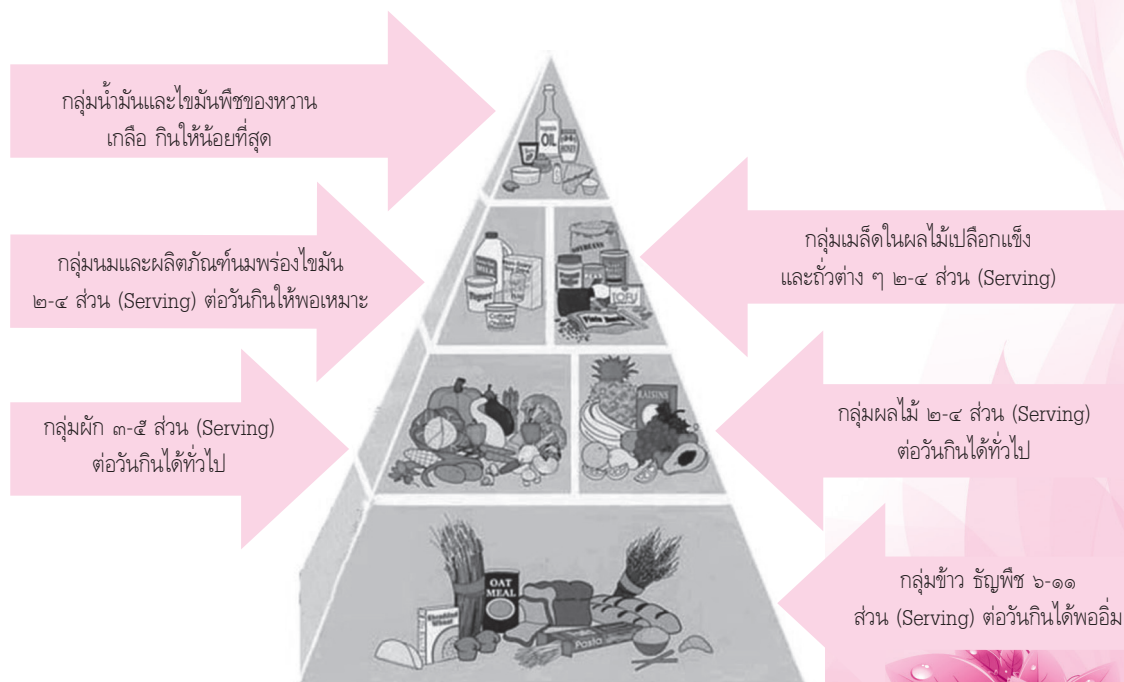 กลุ่มน้ำมันและไขมันพืชของหวาน
เกลือ กินให้น้อยที่สุด
กลุ่มนมและผลิตภัณฑ์นมพร่องไขมัน
๒-๔ ส่วน (Serving) ต่อวันกินให้พอเหมาะ
กลุ่มเมล็ดในผลไม้เปลือกแข็ง
และถั่วต่าง ๆ ๒-๔ ส่วน (Serving)
กลุ่มผัก ๓-๕ ส่วน (Serving)
ต่อวันกินได้ทั่วไป
กลุ่มผลไม้ ๒-๔ ส่วน (Serving)
ต่อวันกินได้ทั่วไป
กลุ่มข้าว ธัญพืช ๖-๑๑
ส่วน (Serving) ต่อวันกินได้พออิ่ม
OIL
HONEY
MILK
Yogurt
Cottage
SOYBEANS
TOFU
RAISINS
OAT
MEAL
Pasta